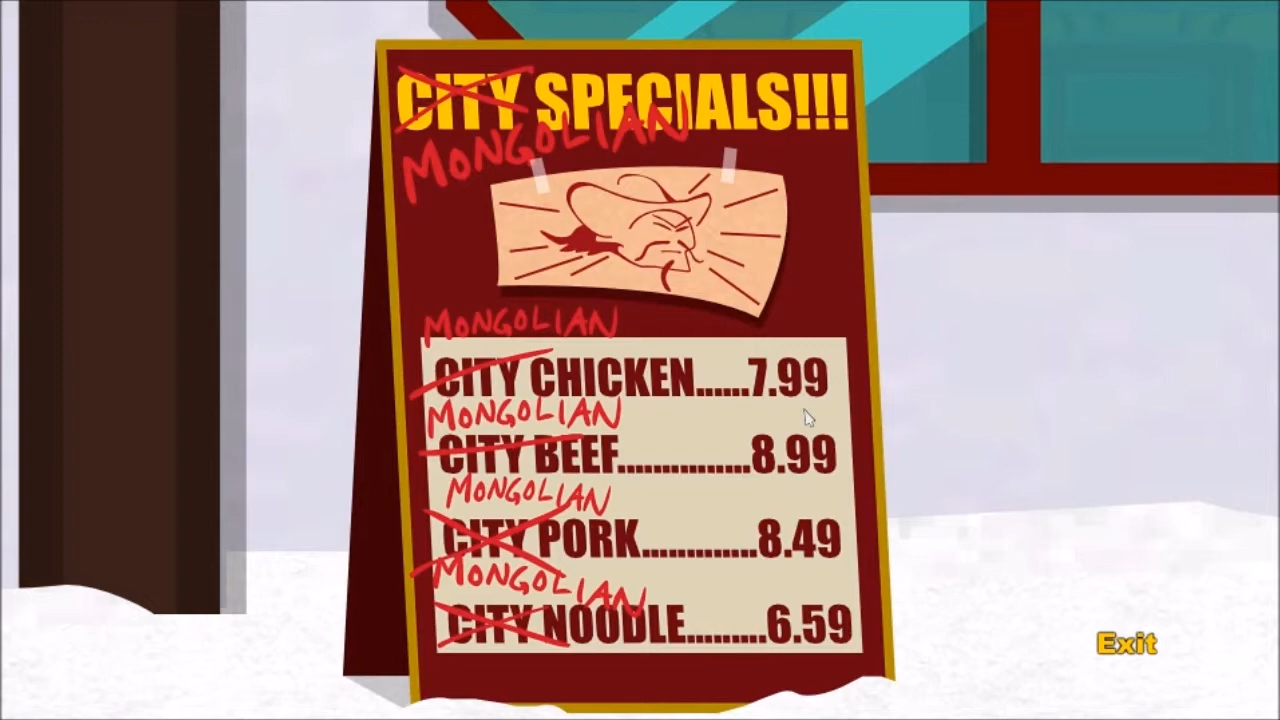 CITY SPECIALS!!!
MONGOLIAN
MONGOLIAN
CITY CHICKEN......7.99
MONGOLIAN
CITY BEEF...............8.99
MONGOLIAN
CITY PORK.............8.49
MONGOLIAN
CITY NOODLE.........6.59
Exit